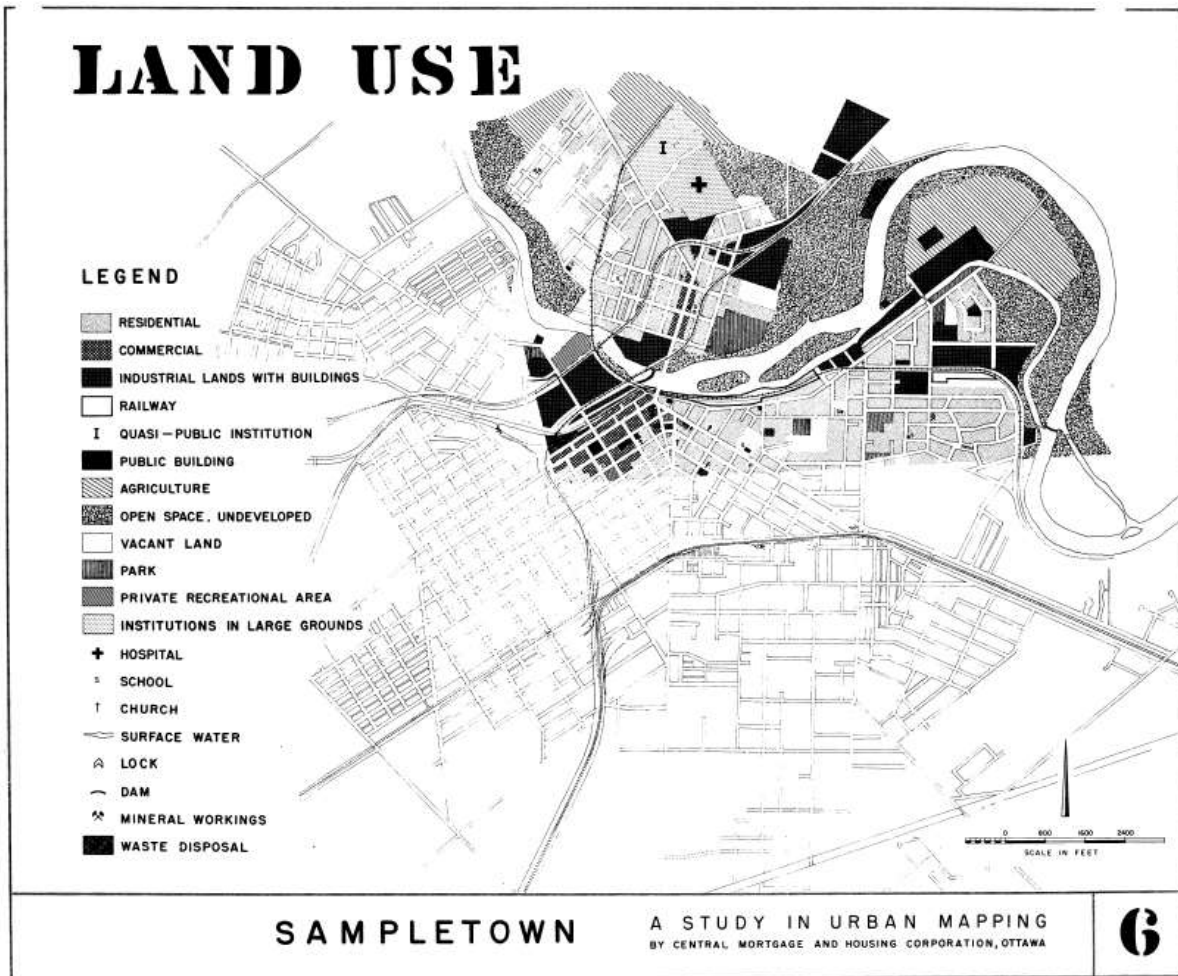 LAND USE
LEGEND
RESIDENTIAL
COMMERCIAL
INDUSTRIAL LANDS WITH BUILDINGS
RAILWAY
I QUASI-PUBLIC INSTITUTION
PUBLIC BUILDING
AGRICULTURE
OPEN SPACE, UNDEVELOPED
VACANT LAND
PARK
PRIVATE RECREATIONAL AREA
INSTITUTIONS IN LARGE GROUNDS
HOSPITAL
S SCHOOL
CHURCH
SURFACE WATER
LOCK
DAM
MINERAL WORKINGS
WASTE DISPOSAL
I
0 800 1600 2400
SCALE IN FEET
SAMPLETOWN
A STUDY IN URBAN MAPPING
BY CENTRAL MORTGAGE AND HOUSING CORPORATION, OTTAWA
6